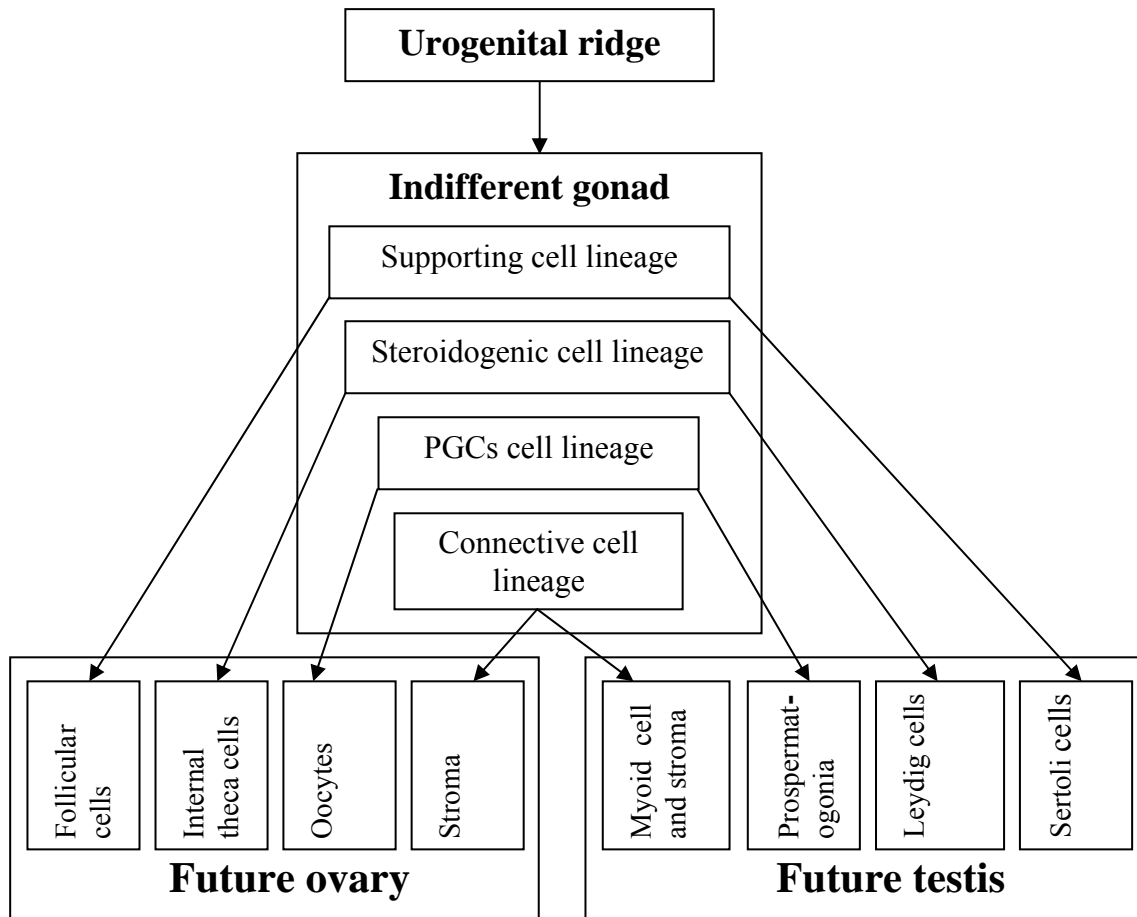 Urogenital ridge
Indifferent gonad
Supporting cell lineage
Steroidogenic cell lineage
PGCs cell lineage
Connective cell
lineage
Follicular
cells
Internal
theca cells
Oocytes
Stroma
Myoid cell
and stroma
Prospermat-
ogonia
Leydig cells
Sertoli cells
Future ovary
Future testis